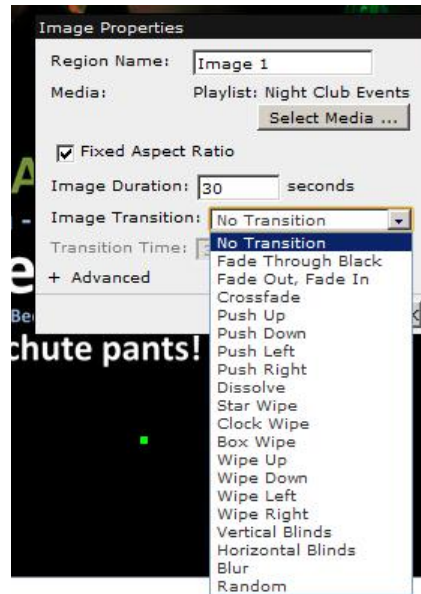 Image Properties
Region Name: Image 1
Media: Playlist: Night Club Events
Select Media ...
Fixed Aspect Ratio
Image Duration: 30 seconds
Image Transition: No Transition
Transition Time:
+ Advanced
No Transition
Fade Through Black
Fade Out, Fade In
Crossfade
Push Up
Push Down
Push Left
Push Right
Dissolve
Star Wipe
Clock Wipe
Box Wipe
Wipe Up
Wipe Down
Wipe Left
Wipe Right
Vertical Blinds
Horizontal Blinds
Blur
Random
chute pants!